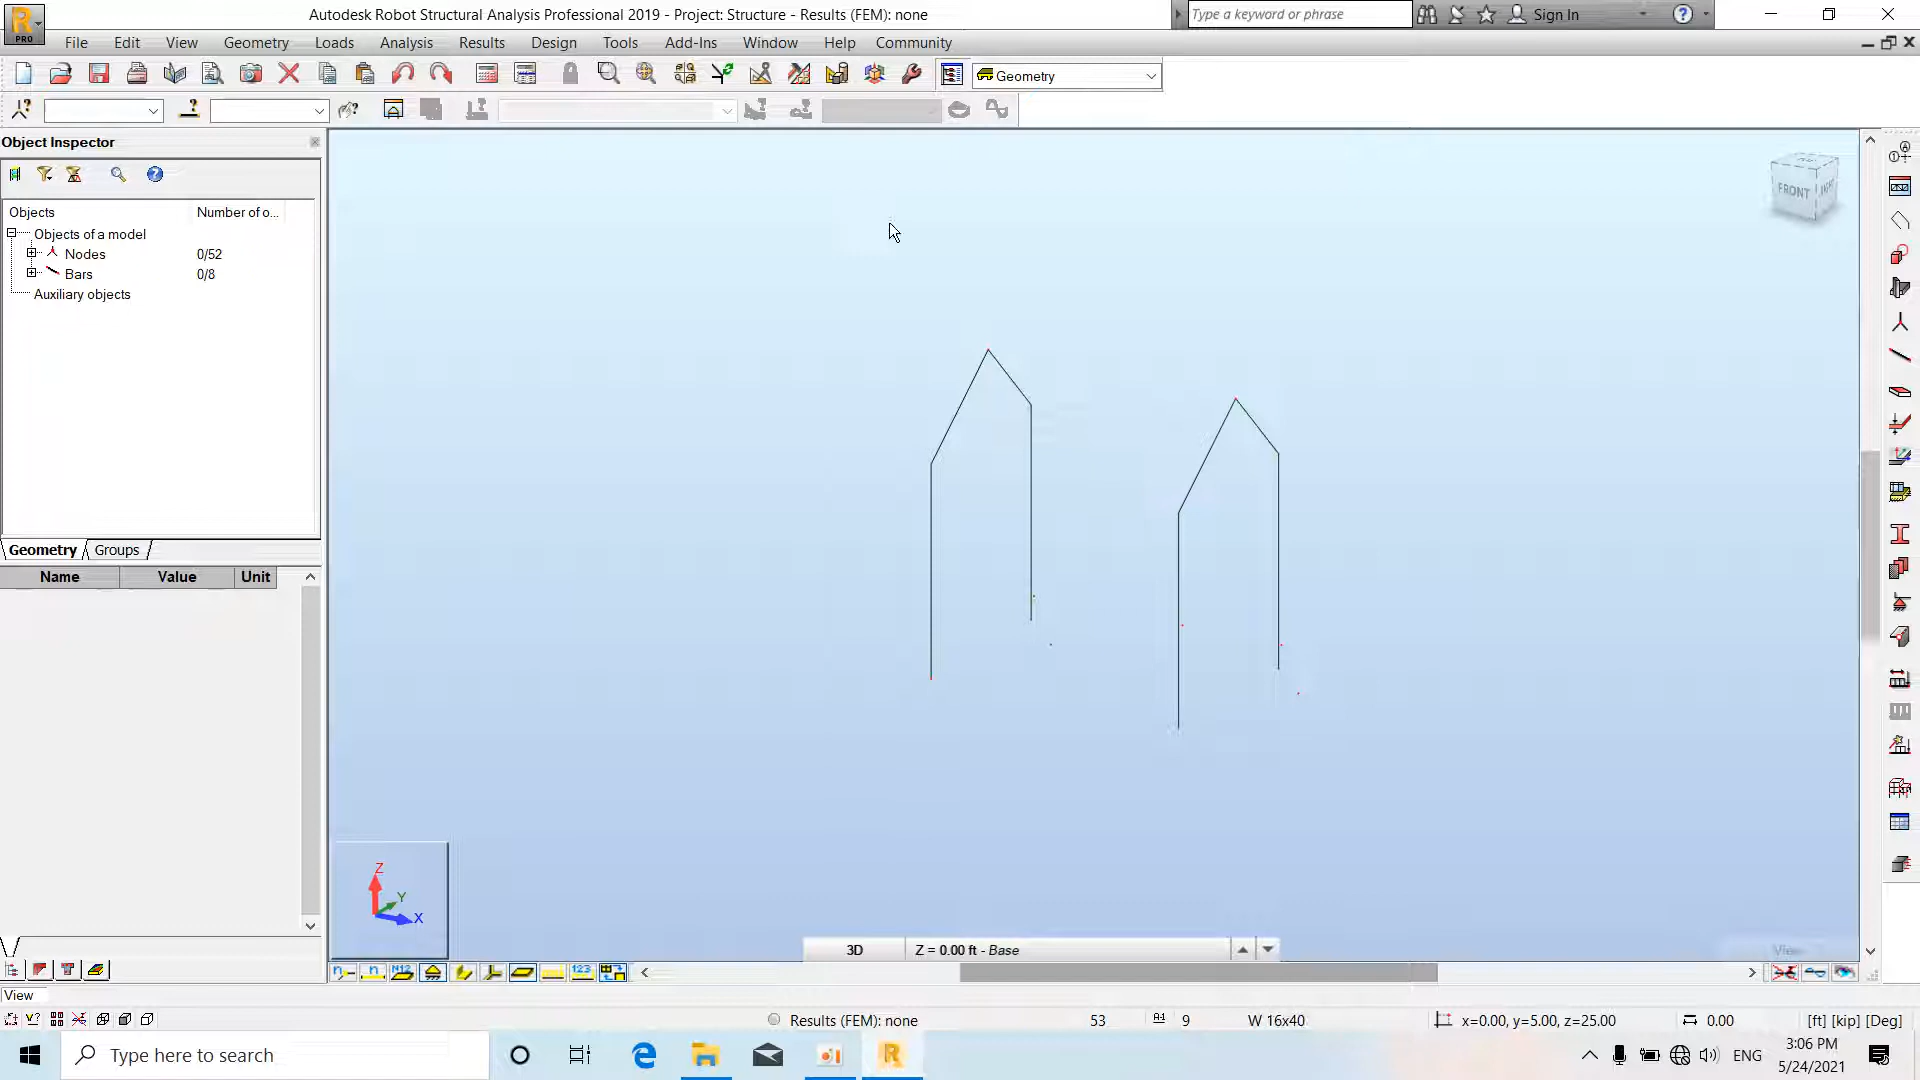 Autodesk Robot Structural Analysis Professional 2019 - Project: Structure - Results (FEM): none
Type a keyword or phrase
Sign In
PRO
File Edit View Geometry Loads Analysis Results Design Tools Add-Ins Window Help Community
Geometry
Object Inspector
Objects Number of o...
Objects of a model
Nodes 0/52
Bars 0/8
Auxiliary objects
Geometry Groups
Name Value Unit
FRONT
Z
Y
X
3D Z = 0.00 ft - Base
View
View
Results (FEM): none 53 9 W 16x40 x=0.00, y=5.00, z=25.00 0.00 [ft] [kip] [Deg]
Type here to search
ENG
3:06 PM
5/24/2021